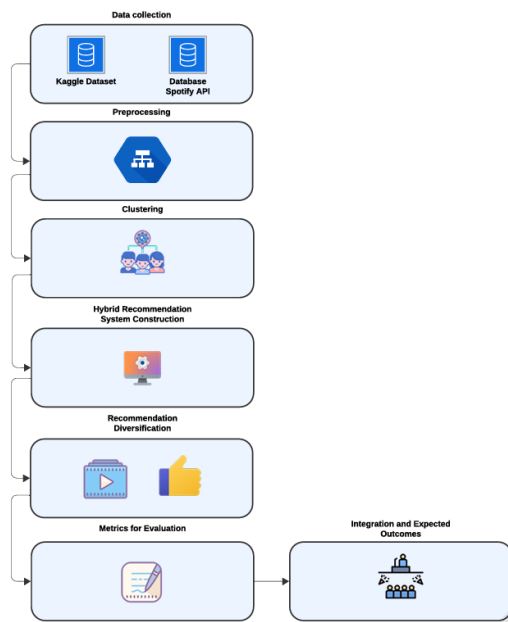 Data collection
Kaggle Dataset
Database
Spotify API
Preprocessing
Clustering
Hybrid Recommendation
System Construction
Recommendation
Diversification
Metrics for Evaluation
Integration and Expected
Outcomes